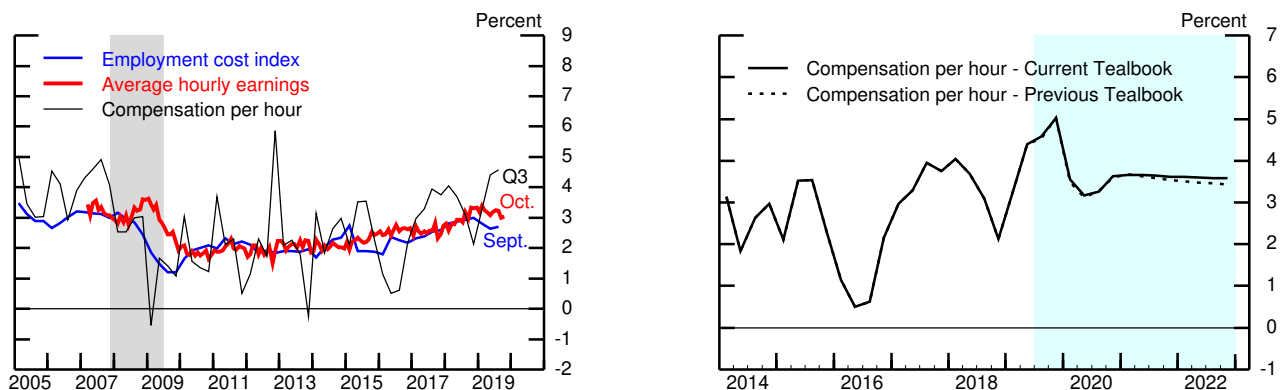 Percent
9
8
7
6
5
4
3
2
1
0
-1
-2
Employment cost index
Average hourly earnings
Compensation per hour
Q3
Oct.
Sept.
2005 2007 2009 2011 2013 2015 2017 2019
Percent
7
6
5
4
3
2
1
0
-1
Compensation per hour - Current Tealbook
Compensation per hour - Previous Tealbook
2014 2016 2018 2020 2022